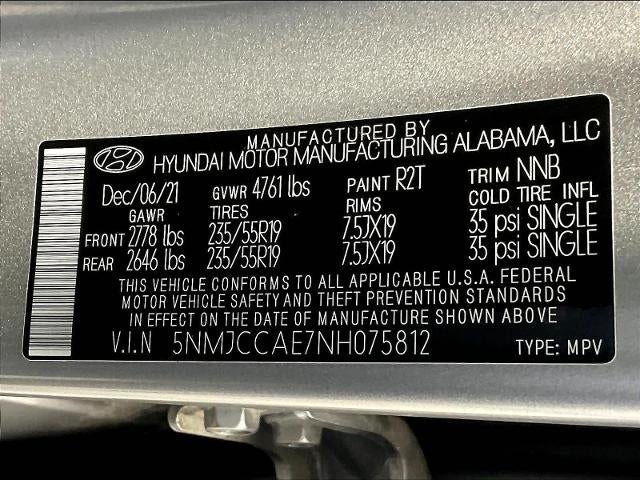 MANUFACTURED BY
HYUNDAI MOTOR MANUFACTURING ALABAMA, LLC
Dec/06/21 GVWR 4761 lbs PAINT R2T TRIM NNB
GAWR TIRES RIMS COLD TIRE INFL
FRONT 2778 lbs 235/55R19 7.5JX19 35 psi SINGLE
REAR 2646 lbs 235/55R19 7.5JX19 35 psi SINGLE
THIS VEHICLE CONFORMS TO ALL APPLICABLE U.S.A. FEDERAL
MOTOR VEHICLE SAFETY AND THEFT PREVENTION STANDARDS
IN EFFECT ON THE DATE OF MANUFACTURE SHOWN ABOVE
V.I.N 5NMJCCAE7NH075812 TYPE: MPV